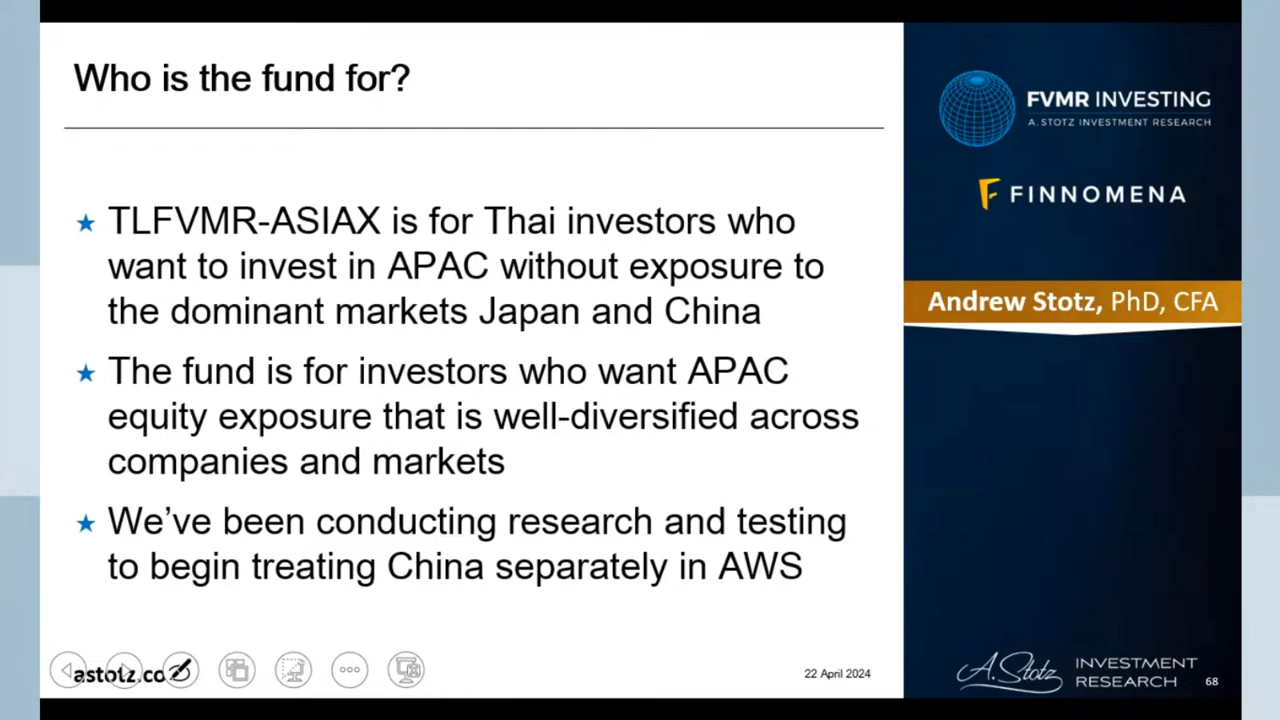 Who is the fund for?
★ TLFVMR-ASIAX is for Thai investors who
want to invest in APAC without exposure to
the dominant markets Japan and China
★ The fund is for investors who want APAC
equity exposure that is well-diversified across
companies and markets
★ We’ve been conducting research and testing
to begin treating China separately in AWS
astotz.co
22 April 2024
FVMR INVESTING
A. STOTZ INVESTMENT RESEARCH
FINNOMENA
Andrew Stotz, PhD, CFA
A. Stotz INVESTMENT
RESEARCH
68